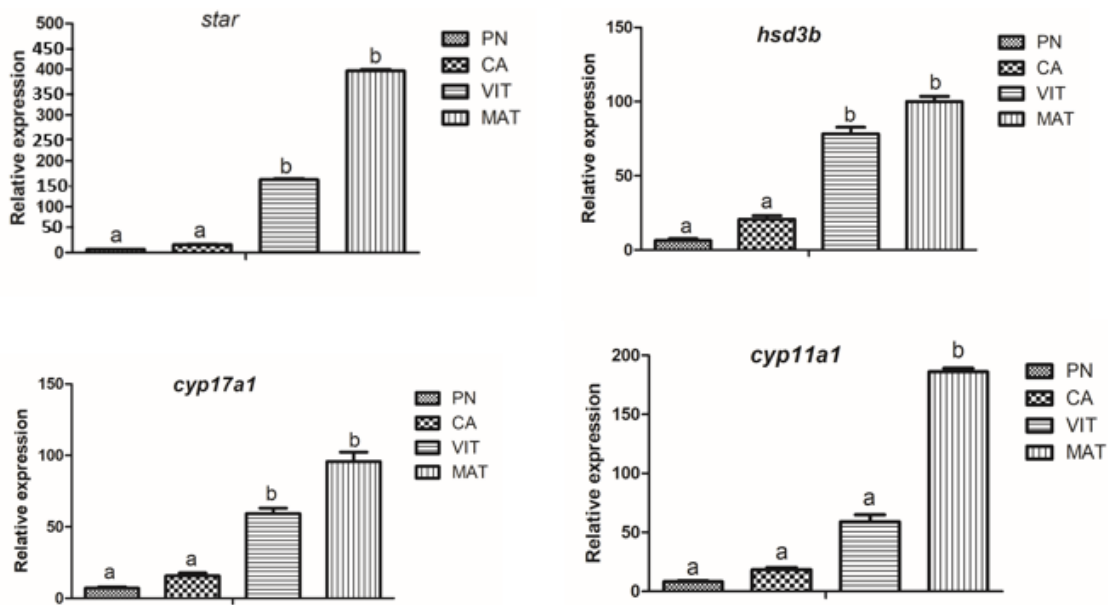 star
Relative expression
500
450
400
350
300
250
200
150
100
50
0
a
a
b
b
PN
CA
VIT
MAT
hsd3b
Relative expression
150
100
50
0
a
a
b
b
PN
CA
VIT
MAT
cyp17a1
Relative expression
150
100
50
0
a
a
b
b
PN
CA
VIT
MAT
cyp11a1
Relative expression
200
150
100
50
0
a
a
a
b
PN
CA
VIT
MAT